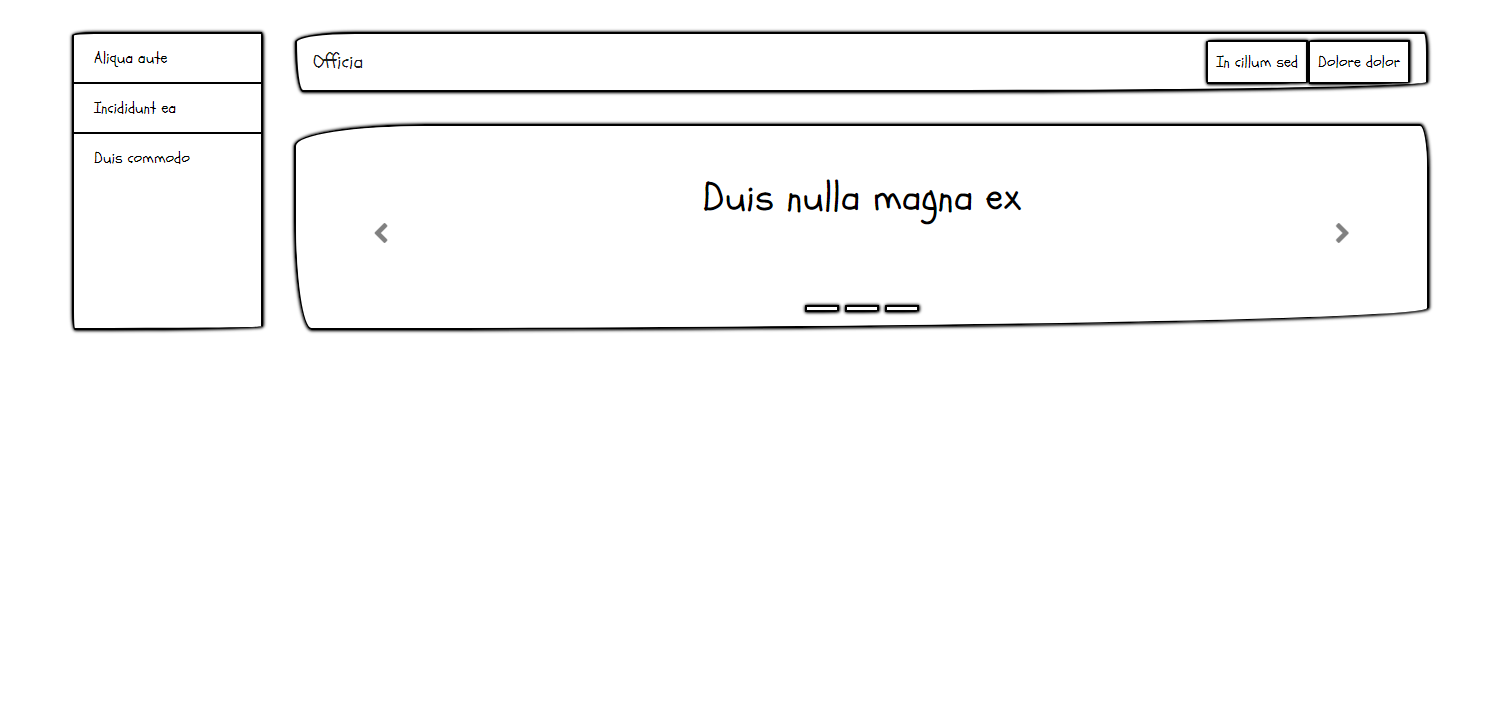 Aliqua aute
Incididunt ea
Duis commodo
Officia
In cillum sed
Dolore dolor
Duis nulla magna ex